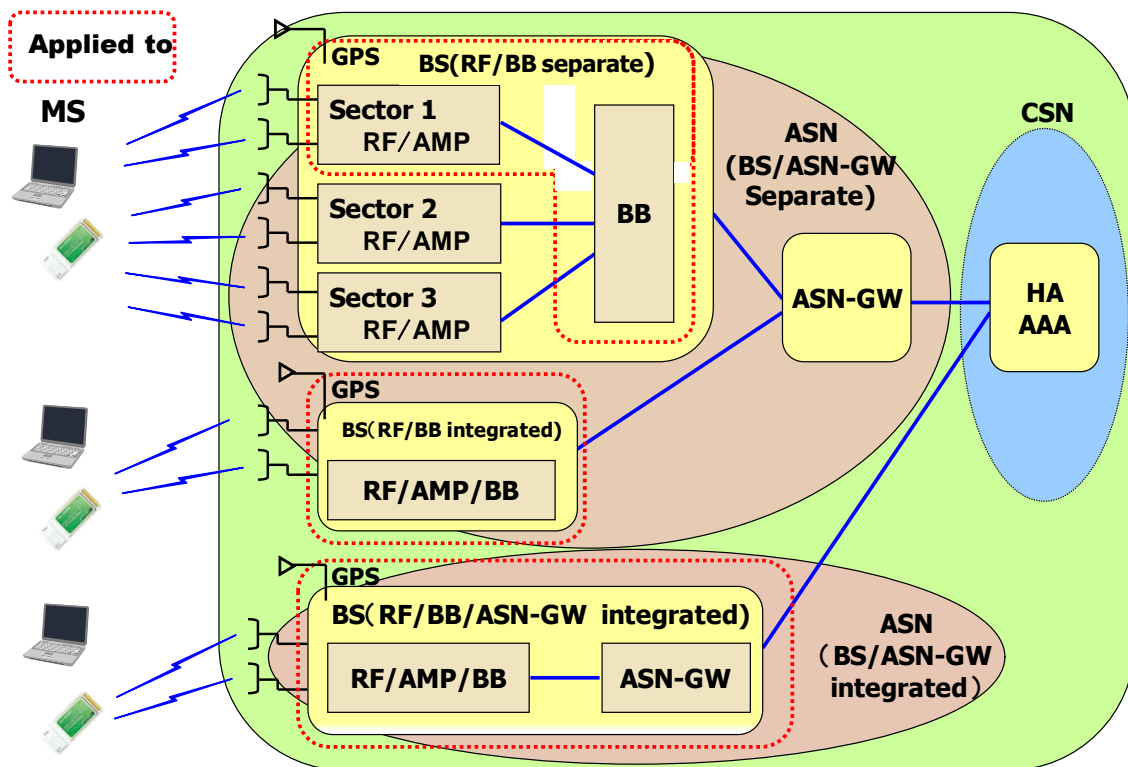 Applied to
MS
GPS
BS(RF/BB separate)
Sector 1
RF/AMP
Sector 2
RF/AMP
Sector 3
RF/AMP
BB
ASN
(BS/ASN-GW
Separate)
ASN-GW
CSN
HA
AAA
GPS
BS(RF/BB integrated)
RF/AMP/BB
GPS
BS(RF/BB/ASN-GW integrated)
RF/AMP/BB
ASN-GW
ASN
(BS/ASN-GW
integrated)